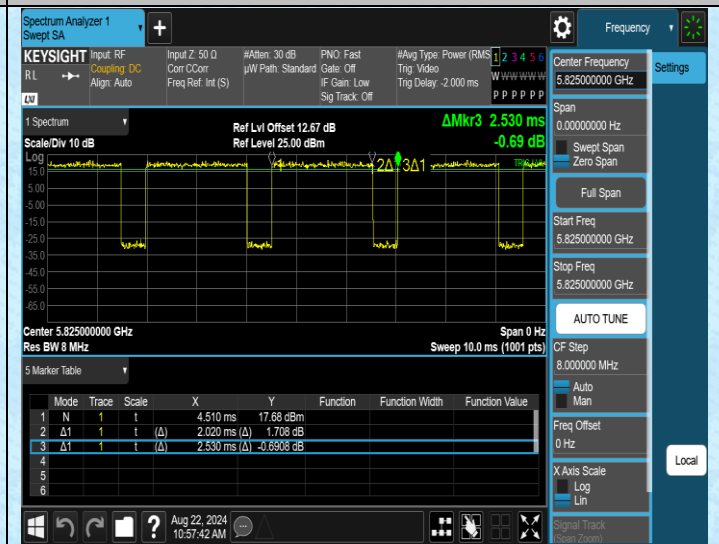 Spectrum Analyzer 1
Swept SA
Frequency
KEYSIGHT
RL
LXI
Input: RF
Coupling: DC
Align: Auto
Input Z: 50 Ω
Corr CCorr
Freq Ref: Int (S)
#Atten: 30 dB
µW Path: Standard
PNO: Fast
Gate: Off
IF Gain: Low
Sig Track: Off
#Avg Type: Power (RMS
Trig: Video
Trig Delay: -2.000 ms
1 2 3 4 5 6
W W W W W W
P P P P P P
1 Spectrum
Scale/Div 10 dB
Ref Lvl Offset 12.67 dB
Ref Level 25.00 dBm
ΔMkr3 2.530 ms
-0.69 dB
Log
15.0
5.00
-5.00
-15.0
-25.0
-35.0
-45.0
-55.0
-65.0
2Δ1
3Δ1
Center 5.825000000 GHz
Res BW 8 MHz
Span 0 Hz
Sweep 10.0 ms (1001 pts)
5 Marker Table
Mode Trace Scale X Y Function Function Width Function Value
1 N 1 t 4.510 ms 17.68 dBm
2 Δ1 1 t (Δ) 2.020 ms (Δ) 1.708 dB
3 Δ1 1 t (Δ) 2.530 ms (Δ) -0.6908 dB
4
5
6
Aug 22, 2024
10:57:42 AM
Center Frequency
5.825000000 GHz
Span
0.00000000 Hz
Swept Span
Zero Span
Full Span
Start Freq
5.825000000 GHz
Stop Freq
5.825000000 GHz
AUTO TUNE
CF Step
8.000000 MHz
Auto
Man
Freq Offset
0 Hz
X Axis Scale
Log
Lin
Signal Track
(Span Zoom)
Settings
Local